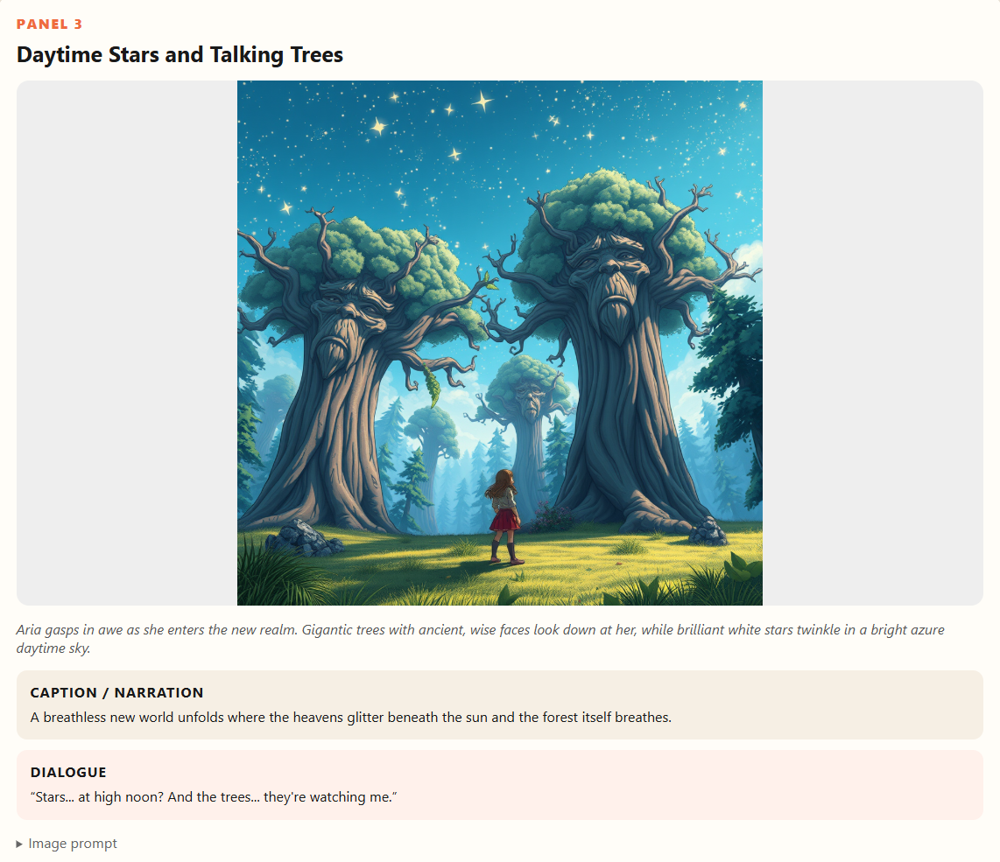 PANEL 3
Daytime Stars and Talking Trees
Aria gasps in awe as she enters the new realm. Gigantic trees with ancient, wise faces look down at her, while brilliant white stars twinkle in a bright azure
daytime sky.
CAPTION / NARRATION
A breathless new world unfolds where the heavens glitter beneath the sun and the forest itself breathes.
DIALOGUE
“Stars... at high noon? And the trees... they're watching me.”
Image prompt